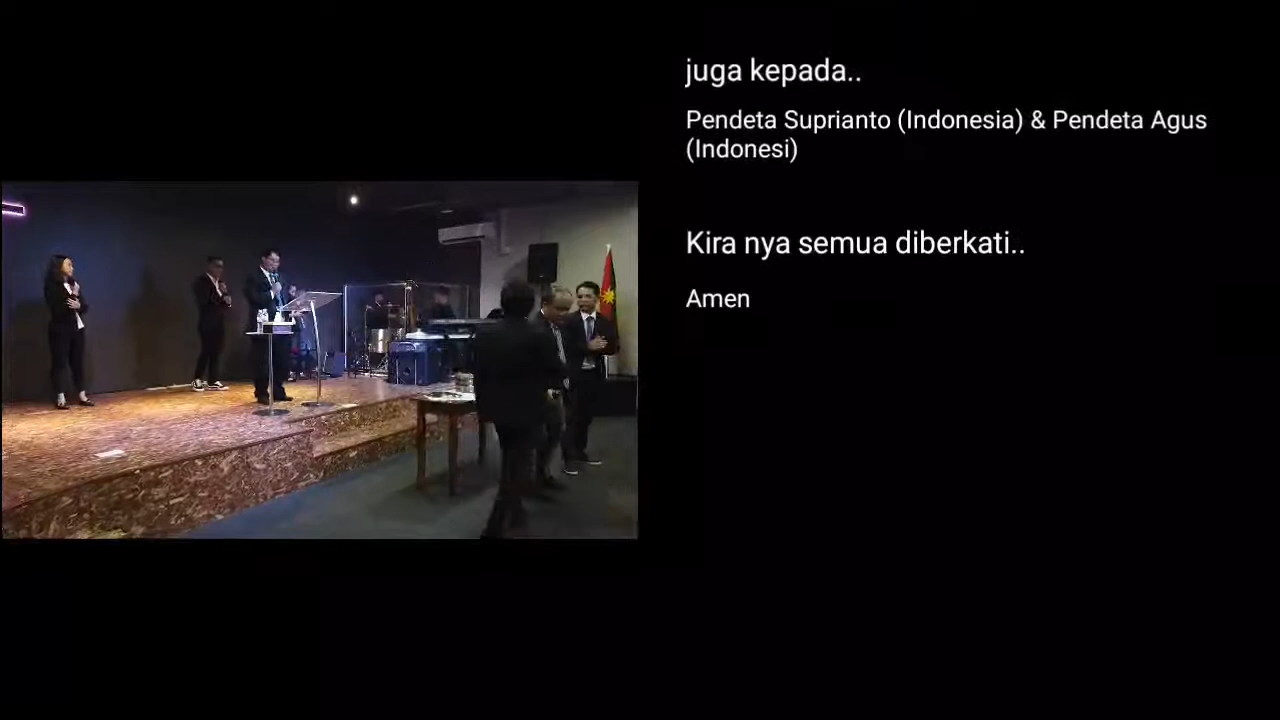 juga kepada..
Pendeta Suprianto (Indonesia) & Pendeta Agus
(Indonesi)
Kira nya semua diberkati..
Amen